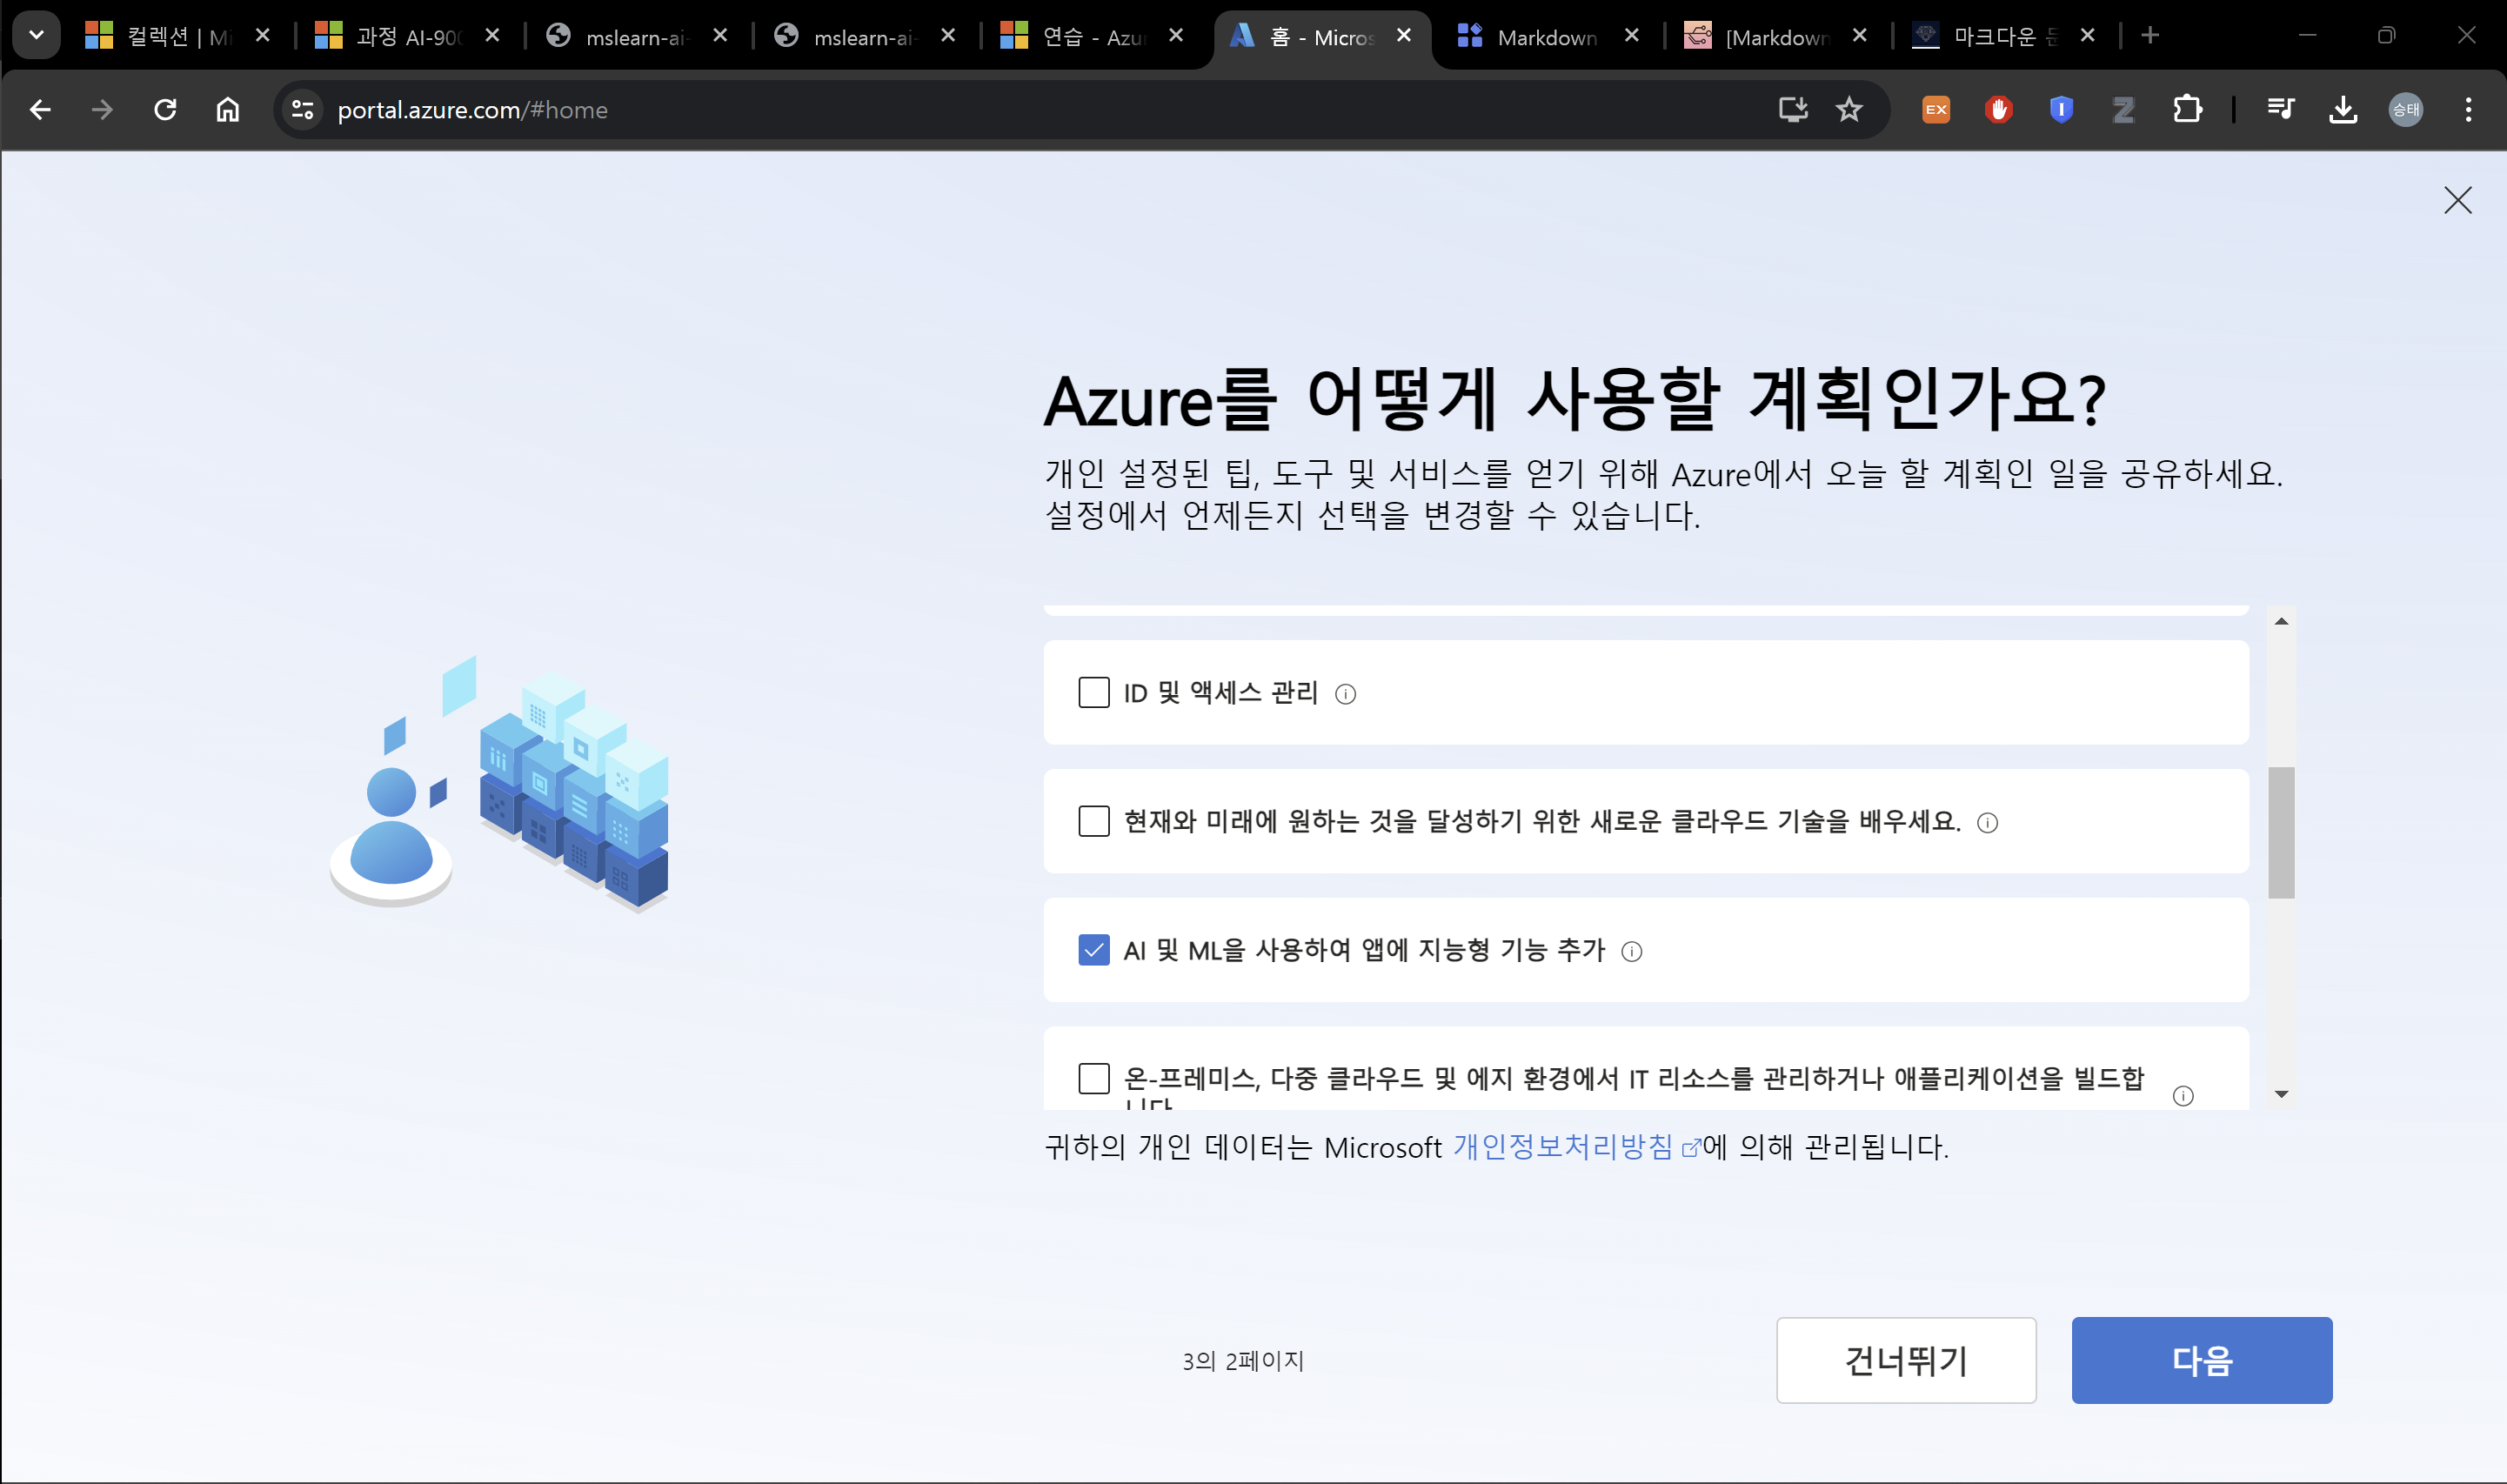 컬렉션 | Mi
과정 AI-900
mslearn-ai-
mslearn-ai-
연습 - Azur
홈 - Micros
Markdown
[Markdown
마크다운 문
portal.azure.com/#home
EX
승태
Azure를 어떻게 사용할 계획인가요?
개인 설정된 팁, 도구 및 서비스를 얻기 위해 Azure에서 오늘 할 계획인 일을 공유하세요.
설정에서 언제든지 선택을 변경할 수 있습니다.
ID 및 액세스 관리
현재와 미래에 원하는 것을 달성하기 위한 새로운 클라우드 기술을 배우세요.
AI 및 ML을 사용하여 앱에 지능형 기능 추가
온-프레미스, 다중 클라우드 및 에지 환경에서 IT 리소스를 관리하거나 애플리케이션을 빌드합
니다
귀하의 개인 데이터는 Microsoft 개인정보처리방침에 의해 관리됩니다.
3의 2페이지
건너뛰기
다음